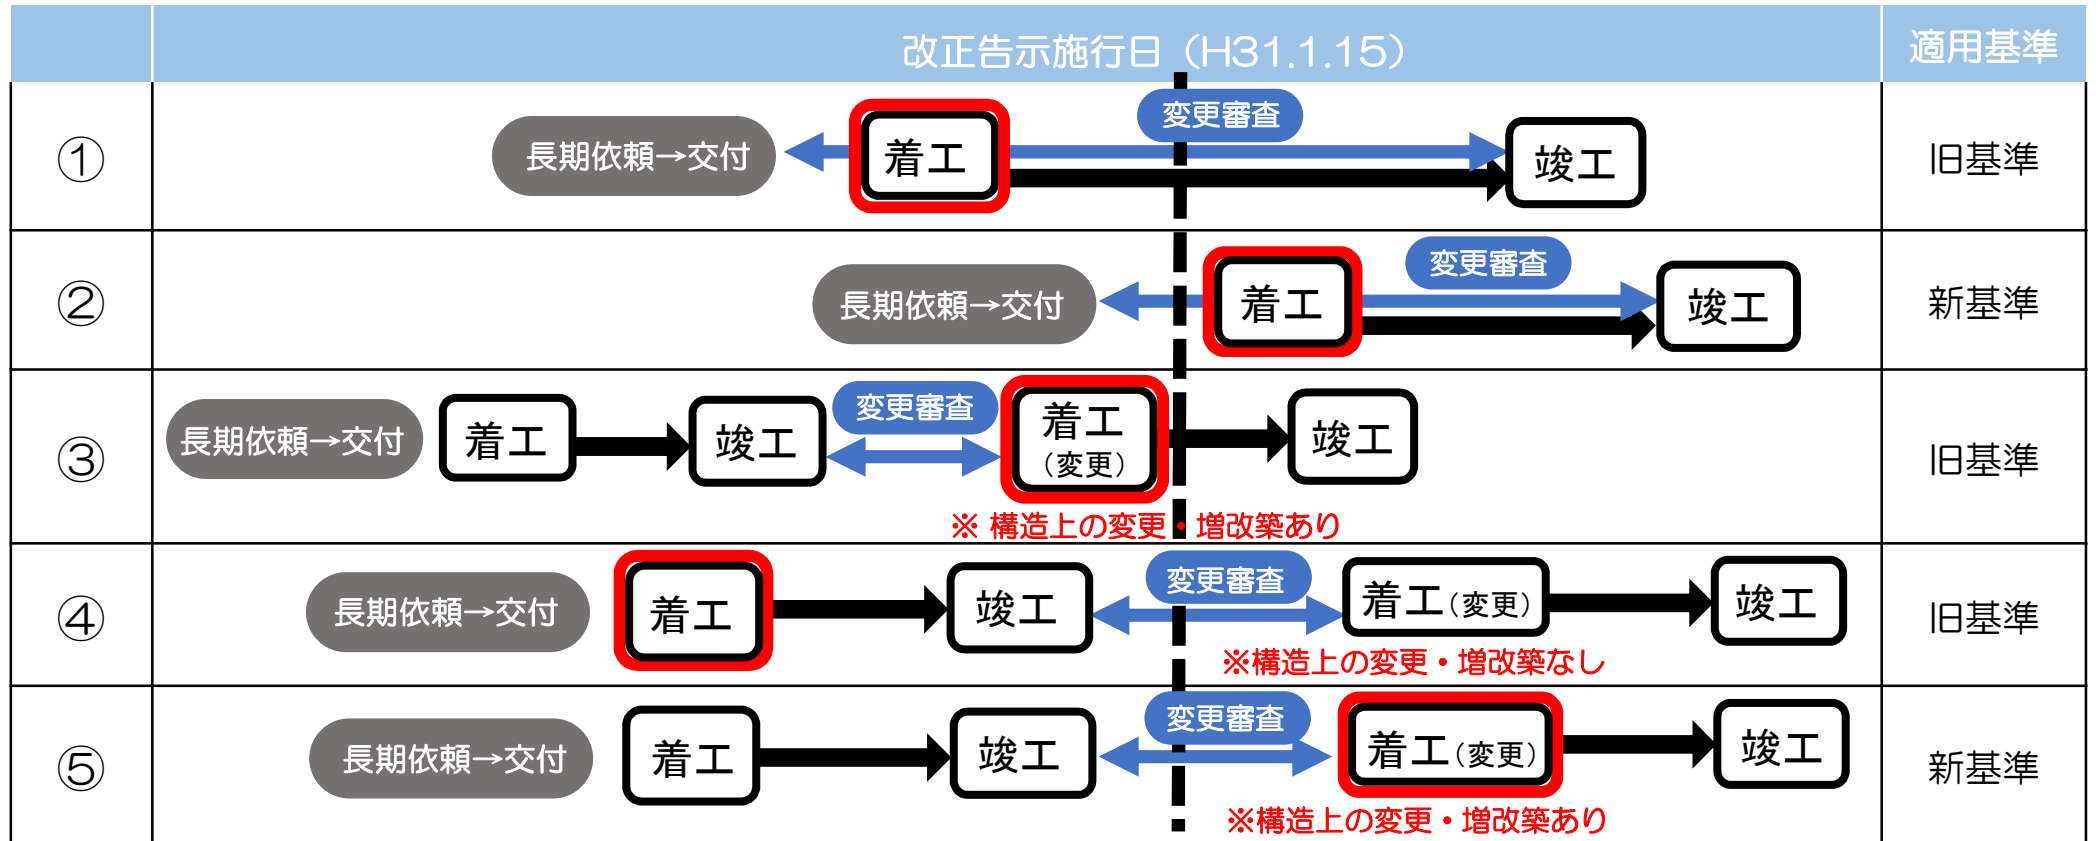 改正告示施行日（H31.1.15）
適用基準
①
長期依頼→交付
着工
変更審査
竣工
旧基準
②
長期依頼→交付
着工
変更審査
竣工
新基準
③
長期依頼→交付
着工
竣工
変更審査
着工
（変更）
竣工
旧基準
※ 構造上の変更・増改築あり
④
長期依頼→交付
着工
竣工
変更審査
着工（変更）
竣工
旧基準
※構造上の変更・増改築なし
⑤
長期依頼→交付
着工
竣工
変更審査
着工（変更）
竣工
新基準
※構造上の変更・増改築あり